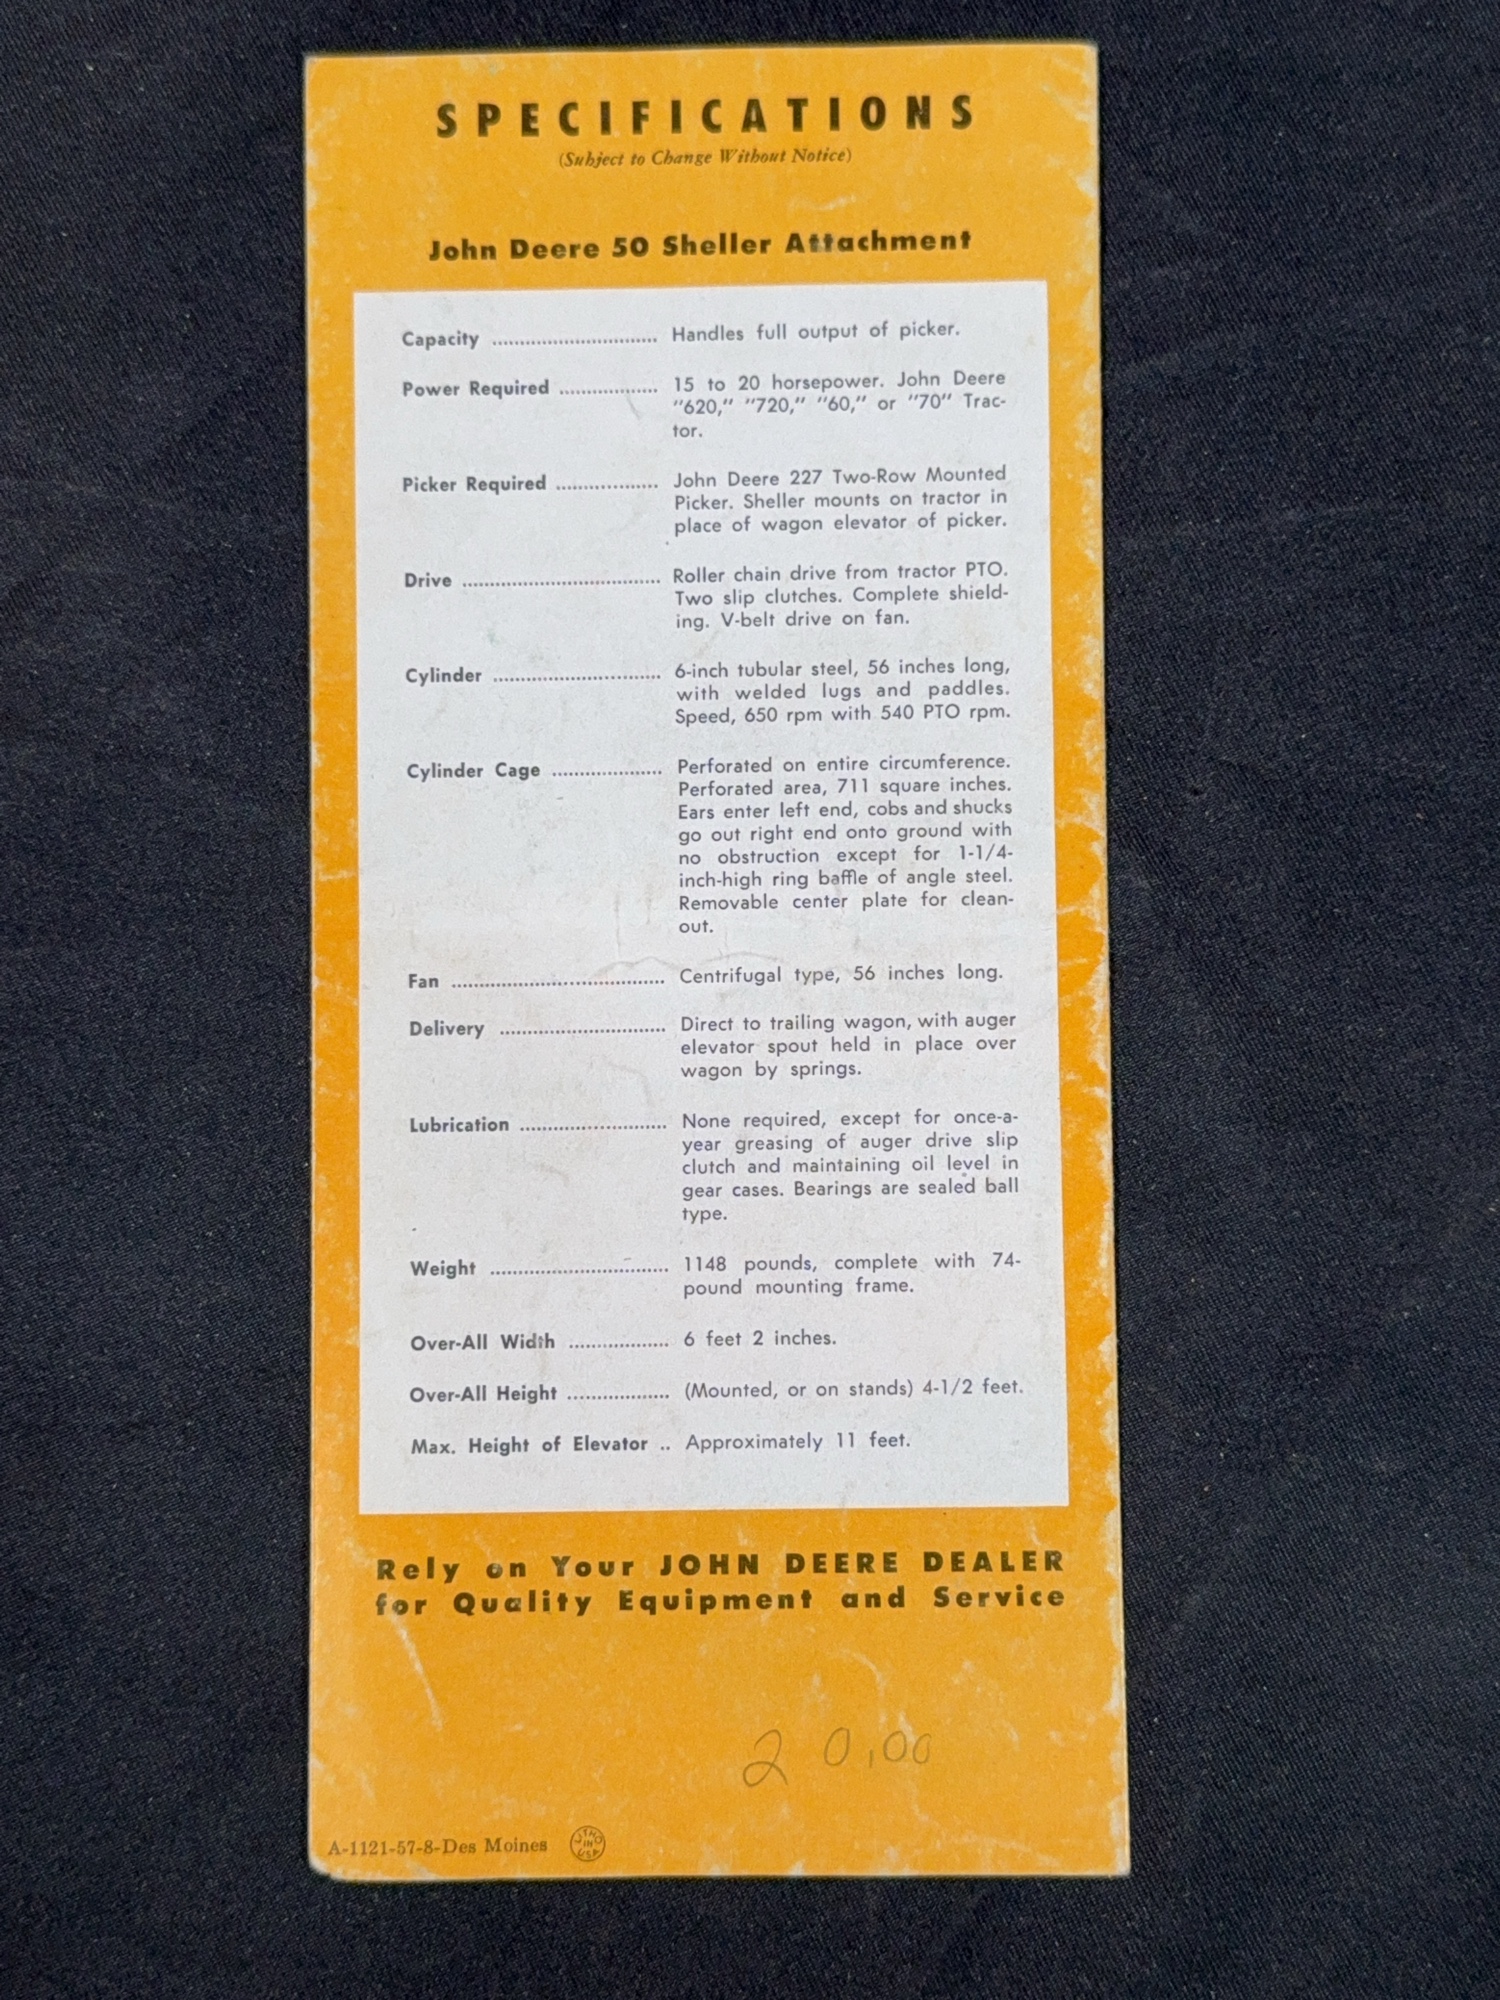 SPECIFICATIONS
(Subject to Change Without Notice)
John Deere 50 Sheller Attachment
Capacity ............................. Handles full output of picker.
Power Required .................. 15 to 20 horsepower. John Deere
"620," "720," "60," or "70" Trac-
tor.
Picker Required .................. John Deere 227 Two-Row Mounted
Picker. Sheller mounts on tractor in
place of wagon elevator of picker.
Drive ................................... Roller chain drive from tractor PTO.
Two slip clutches. Complete shield-
ing. V-belt drive on fan.
Cylinder .............................. 6-inch tubular steel, 56 inches long,
with welded lugs and paddles.
Speed, 650 rpm with 540 PTO rpm.
Cylinder Cage .................... Perforated on entire circumference.
Perforated area, 711 square inches.
Ears enter left end, cobs and shucks
go out right end onto ground with
no obstruction except for 1-1/4-
inch-high ring baffle of angle steel.
Removable center plate for clean-
out.
Fan ...................................... Centrifugal type, 56 inches long.
Delivery .............................. Direct to trailing wagon, with auger
elevator spout held in place over
wagon by springs.
Lubrication .......................... None required, except for once-a-
year greasing of auger drive slip
clutch and maintaining oil level in
gear cases. Bearings are sealed ball
type.
Weight ................................ 1148 pounds, complete with 74-
pound mounting frame.
Over-All Width .................. 6 feet 2 inches.
Over-All Height .................. (Mounted, or on stands) 4-1/2 feet.
Max. Height of Elevator .. Approximately 11 feet.
Rely on Your JOHN DEERE DEALER
for Quality Equipment and Service
20.00
A-1121-57-8-Des Moines
LITHO
IN
USA